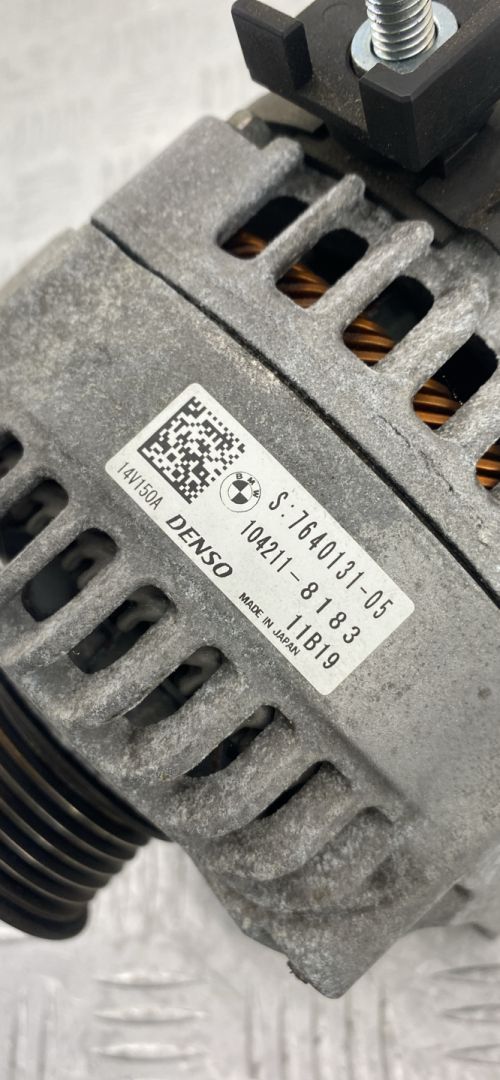 BMW
S:7640131-05
104211-8183
14V150A
DENSO
11B19
MADE IN JAPAN